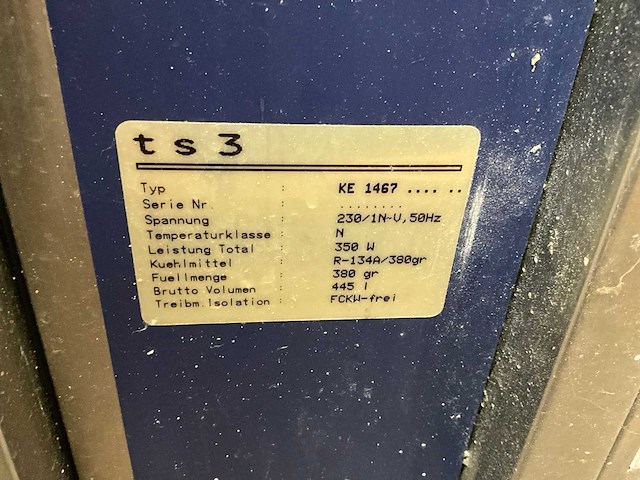 ts3
Typ : KE 1467 .... ..
Serie Nr. : ........
Spannung : 230/1N~V,50Hz
Temperaturklasse : N
Leistung Total : 350 W
Kuehlmittel : R-134A/380gr
Fuellmenge : 380 gr
Brutto Volumen : 445 l
Treibm.Isolation : FCKW-frei